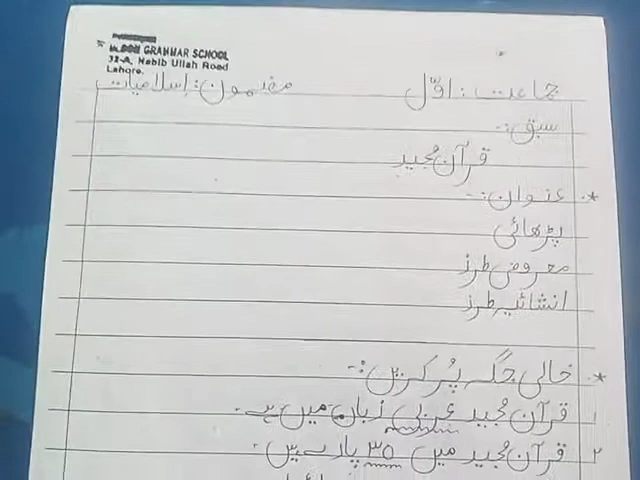 GRAMMAR SCHOOL
32-A, Habib Ullah Road
Lahore.
جماعت: اوّل مضمون: اسلامیات
سبق:-
قرآن مجید
* عنوان:-
پڑھائی
معروضی طرز
انشائیہ طرز
* خالی جگہ پُر کریں:-
۱ قرآن مجید عربی زبان میں ہے۔
۲ قرآن مجید میں ۳۰ پارے ہیں۔